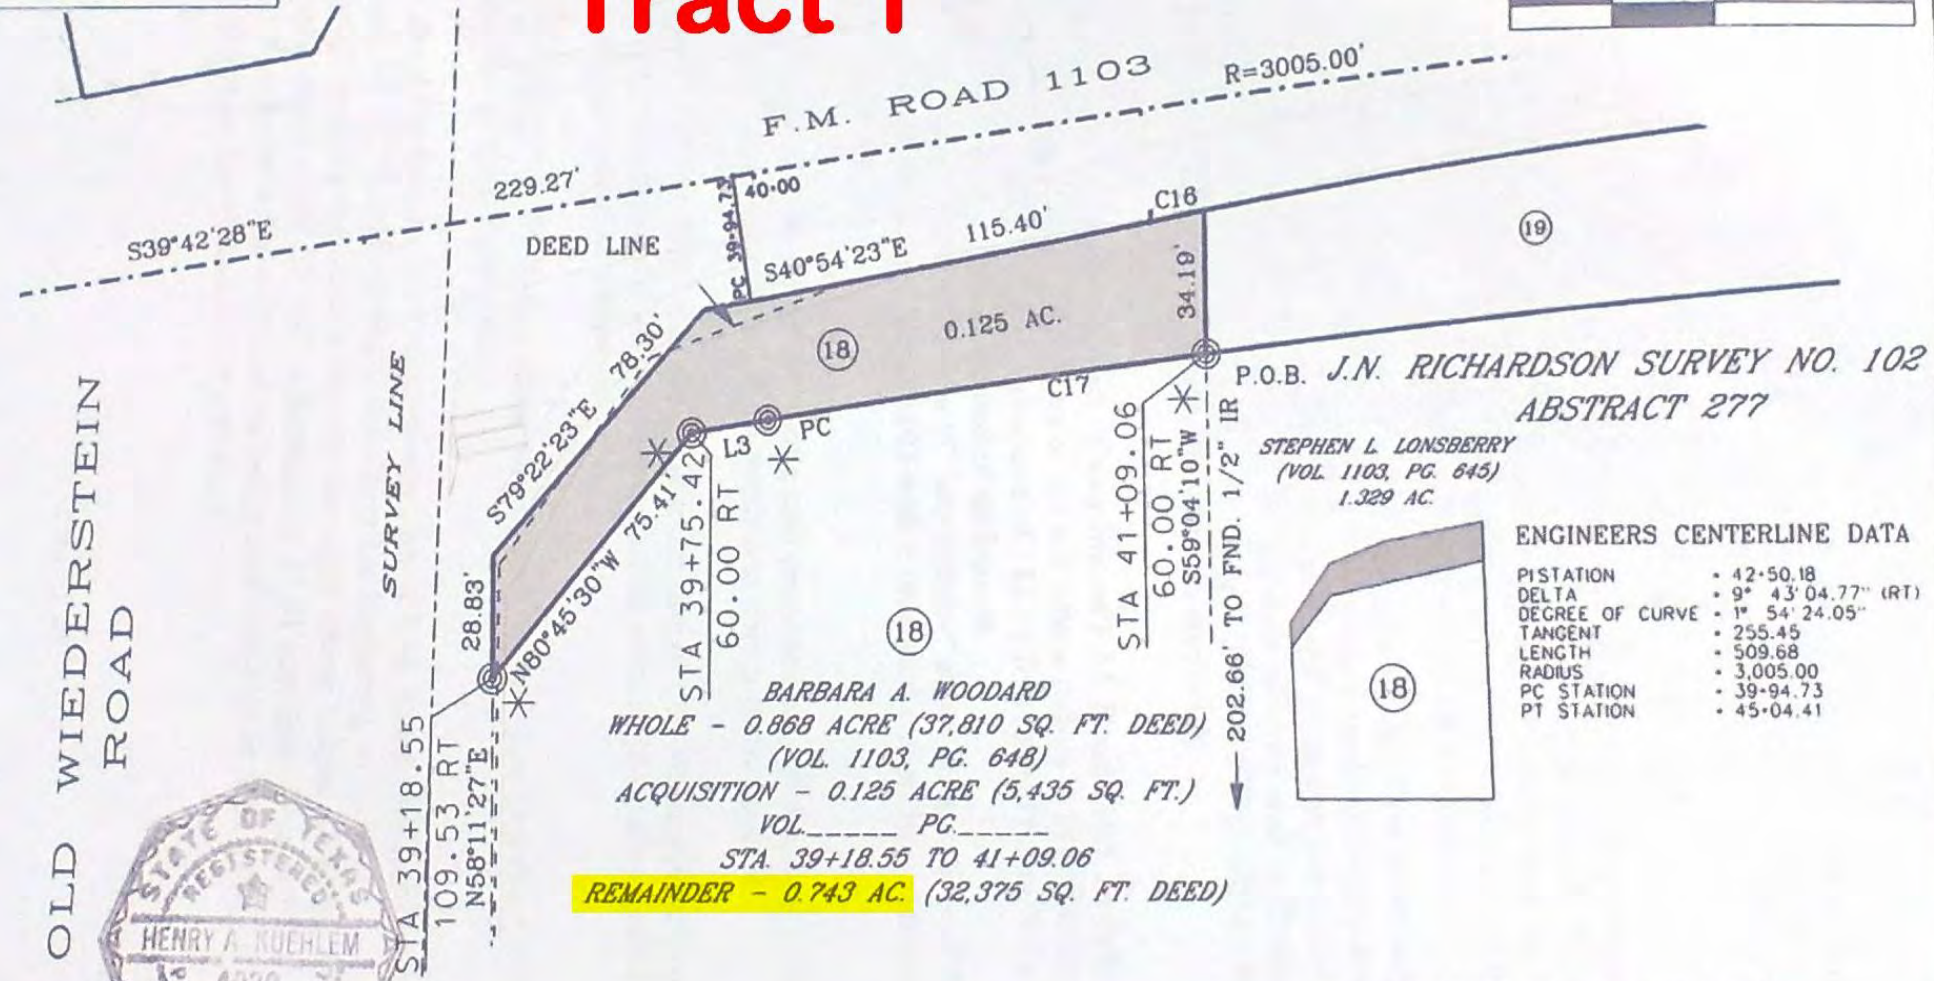 Tract 1
F.M. ROAD 1103
R=3005.00'
229.27'
S39°42'28"E
40+00
PC 39+94.73
DEED LINE
S40°54'23"E
115.40'
C16
19
78.30'
S79°22'23"E
18
0.125 AC.
34.19'
C17
L3
PC
P.O.B.
J.N. RICHARDSON SURVEY NO. 102
ABSTRACT 277
STEPHEN L. LONSBERRY
(VOL. 1103, PG. 645)
1.329 AC.
OLD WIEDERSTEIN
ROAD
SURVEY LINE
28.83'
N80°45'30"W 75.41'
STA 39+75.42
60.00 RT
STA 41+09.06
60.00 RT
S59°04'10"W
202.66' TO FND. 1/2" IR
STA 39+18.55
109.53 RT
N58°11'27"E
18
BARBARA A. WOODARD
WHOLE - 0.868 ACRE (37,810 SQ. FT. DEED)
(VOL. 1103, PG. 648)
ACQUISITION - 0.125 ACRE (5,435 SQ. FT.)
VOL._____ PG._____
STA. 39+18.55 TO 41+09.06
REMAINDER - 0.743 AC. (32,375 SQ. FT. DEED)
18
ENGINEERS CENTERLINE DATA
PI STATION = 42+50.18
DELTA = 9° 43' 04.77" (RT)
DEGREE OF CURVE = 1° 54' 24.05"
TANGENT = 255.45
LENGTH = 509.68
RADIUS = 3,005.00
PC STATION = 39+94.73
PT STATION = 45+04.41
STATE OF TEXAS
REGISTERED
HENRY A. KUEHLEM